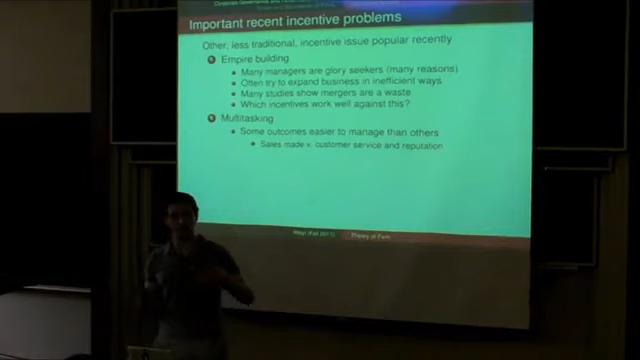 Important recent incentive problems
Other, less traditional, incentive issue popular recently
1 Empire building
Many managers are glory seekers (many reasons)
Often try to expand business in inefficient ways
Many studies show mergers are a waste
Which incentives work well against this?
2 Multitasking
Some outcomes easier to manage than others
Sales made v. customer service and reputation
Theory of Firm